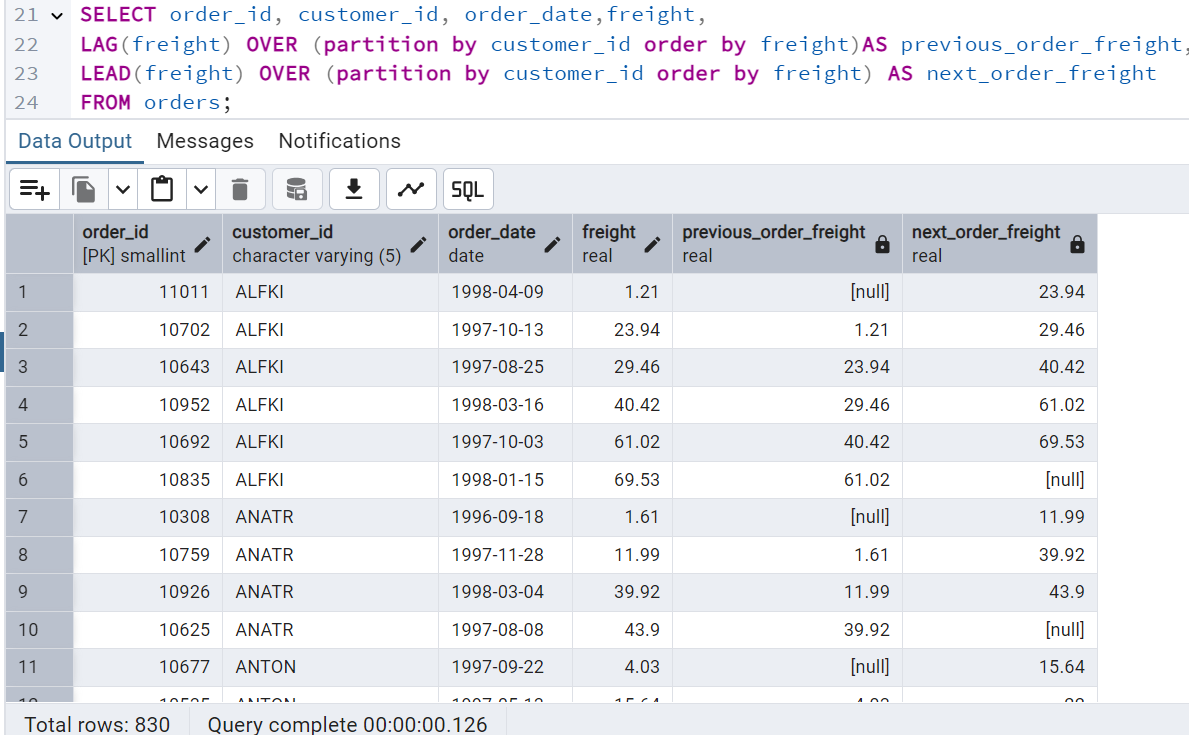 21 SELECT order_id, customer_id, order_date,freight,
22 LAG(freight) OVER (partition by customer_id order by freight)AS previous_order_freight,
23 LEAD(freight) OVER (partition by customer_id order by freight) AS next_order_freight
24 FROM orders;
Data Output Messages Notifications
SQL
order_id customer_id order_date freight previous_order_freight next_order_freight
[PK] smallint character varying (5) date real real real
1 11011 ALFKI 1998-04-09 1.21 [null] 23.94
2 10702 ALFKI 1997-10-13 23.94 1.21 29.46
3 10643 ALFKI 1997-08-25 29.46 23.94 40.42
4 10952 ALFKI 1998-03-16 40.42 29.46 61.02
5 10692 ALFKI 1997-10-03 61.02 40.42 69.53
6 10835 ALFKI 1998-01-15 69.53 61.02 [null]
7 10308 ANATR 1996-09-18 1.61 [null] 11.99
8 10759 ANATR 1997-11-28 11.99 1.61 39.92
9 10926 ANATR 1998-03-04 39.92 11.99 43.9
10 10625 ANATR 1997-08-08 43.9 39.92 [null]
11 10677 ANTON 1997-09-22 4.03 [null] 15.64
Total rows: 830 Query complete 00:00:00.126